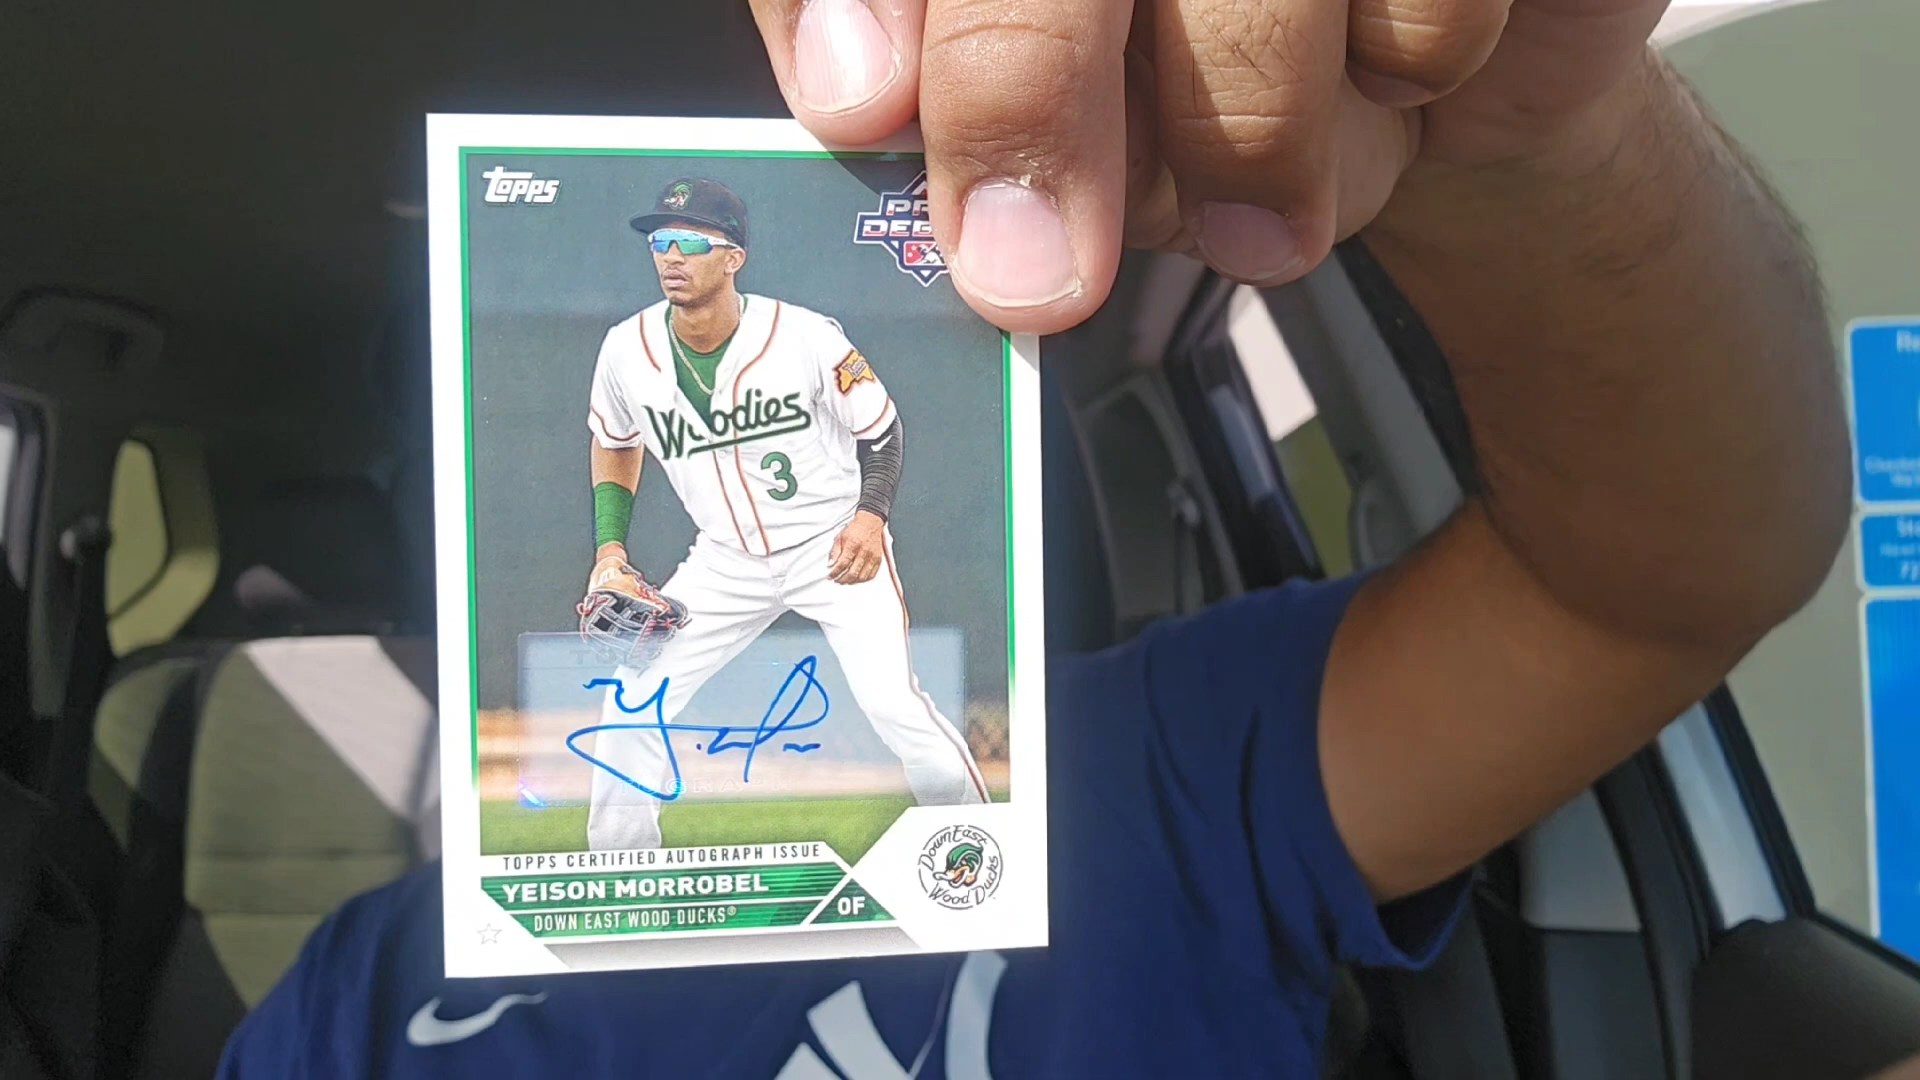 topps
Woodies
3
TOPPS CERTIFIED AUTOGRAPH ISSUE
YEISON MORROBEL
OF
DOWN EAST WOOD DUCKS®
Down East
Wood Ducks